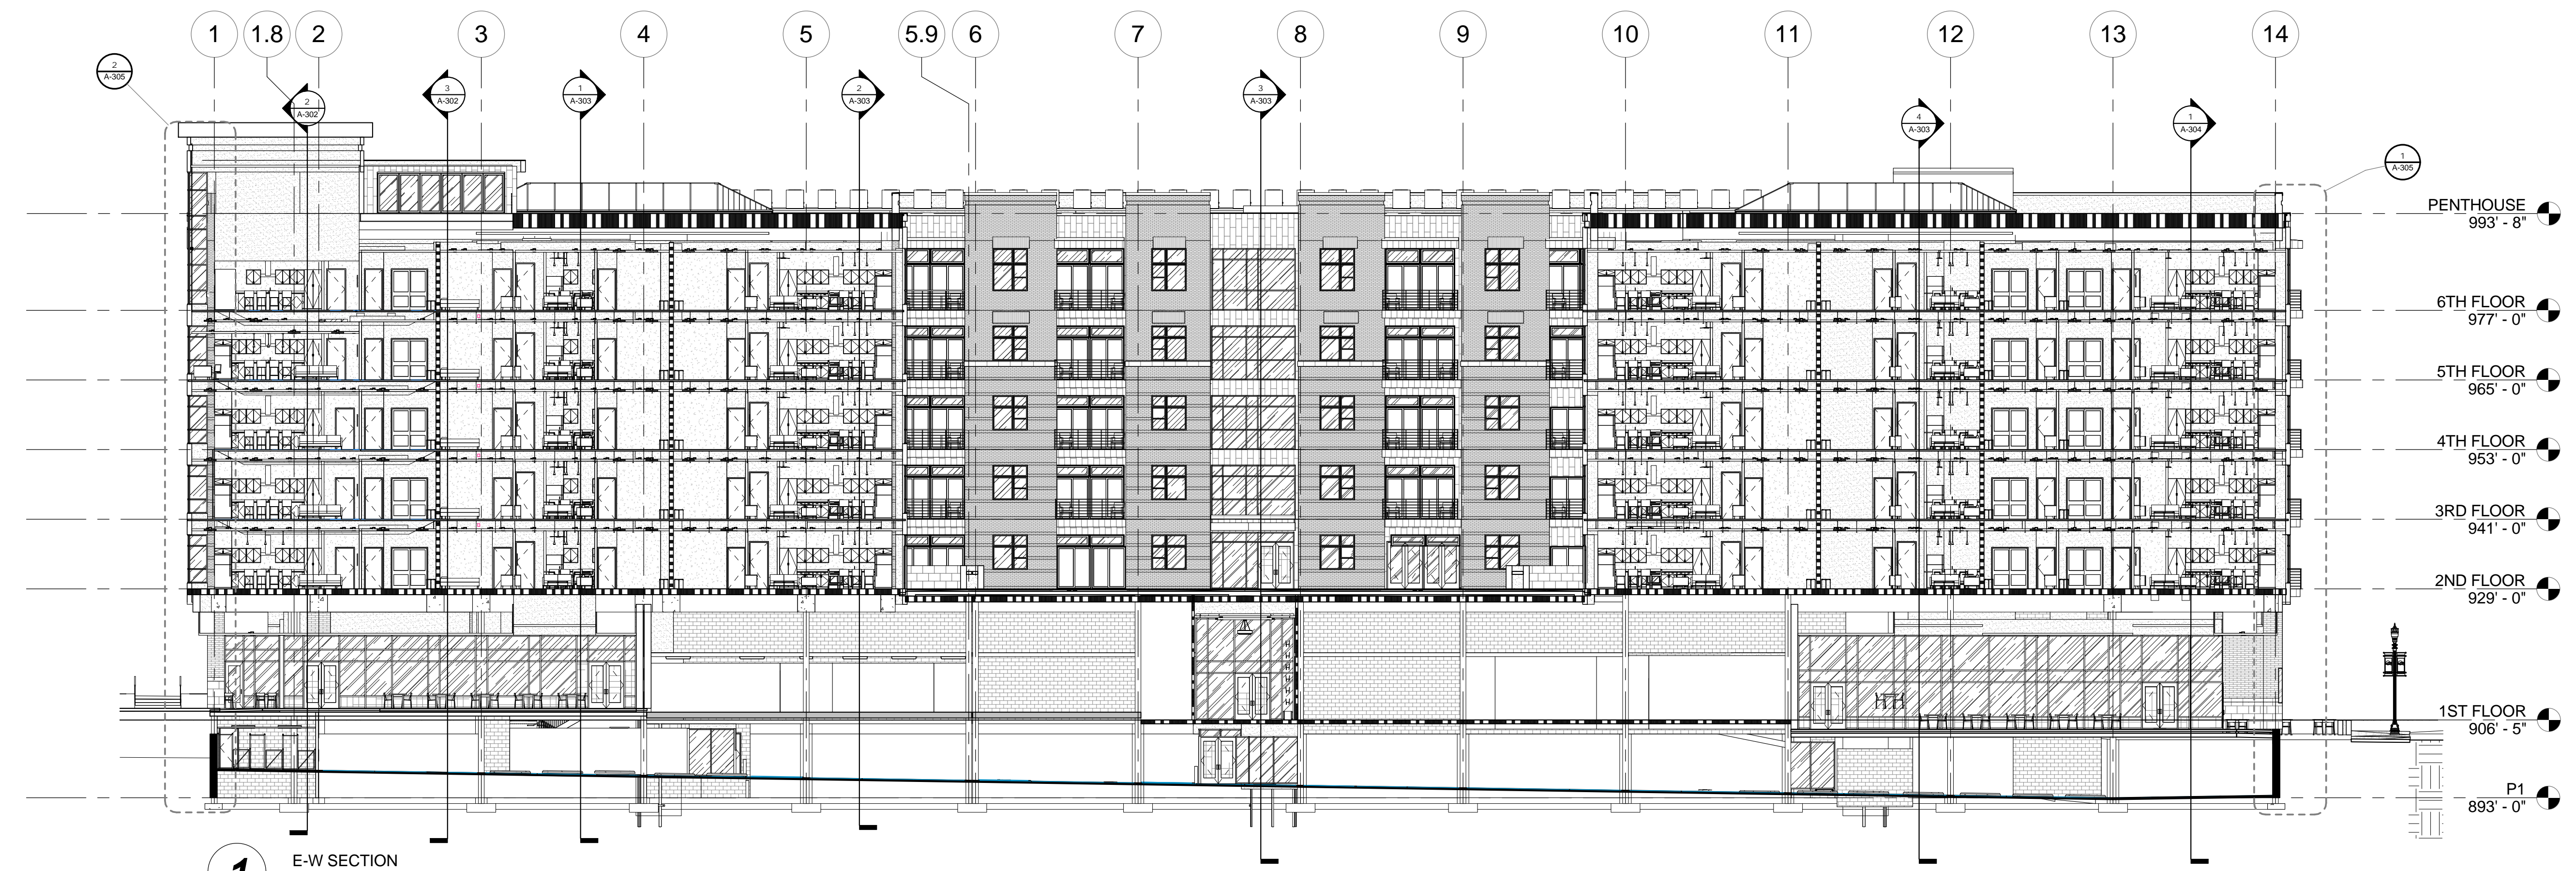 1 1.8 2 3 4 5 5.9 6 7 8 9 10 11 12 13 14
2
A-305
2
A-302
3
A-302
1
A-303
2
A-303
3
A-303
4
A-303
1
A-304
1
A-305
PENTHOUSE
993' - 8"
6TH FLOOR
977' - 0"
5TH FLOOR
965' - 0"
4TH FLOOR
953' - 0"
3RD FLOOR
941' - 0"
2ND FLOOR
929' - 0"
1ST FLOOR
906' - 5"
P1
893' - 0"
1
E-W SECTION